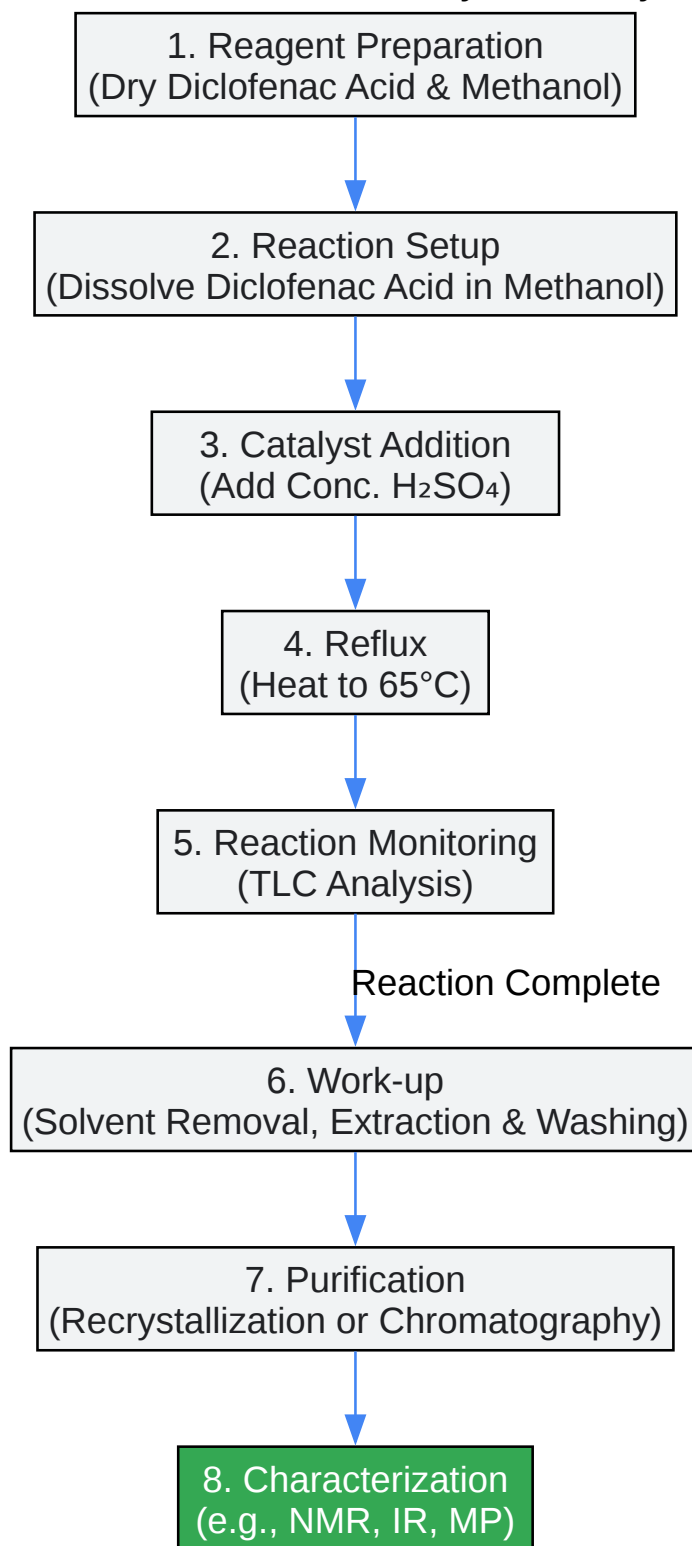 1. Reagent Preparation
(Dry Diclofenac Acid & Methanol)
2. Reaction Setup
(Dissolve Diclofenac Acid in Methanol)
3. Catalyst Addition
(Add Conc. H₂SO₄)
4. Reflux
(Heat to 65°C)
5. Reaction Monitoring
(TLC Analysis)
Reaction Complete
6. Work-up
(Solvent Removal, Extraction & Washing)
7. Purification
(Recrystallization or Chromatography)
8. Characterization
(e.g., NMR, IR, MP)